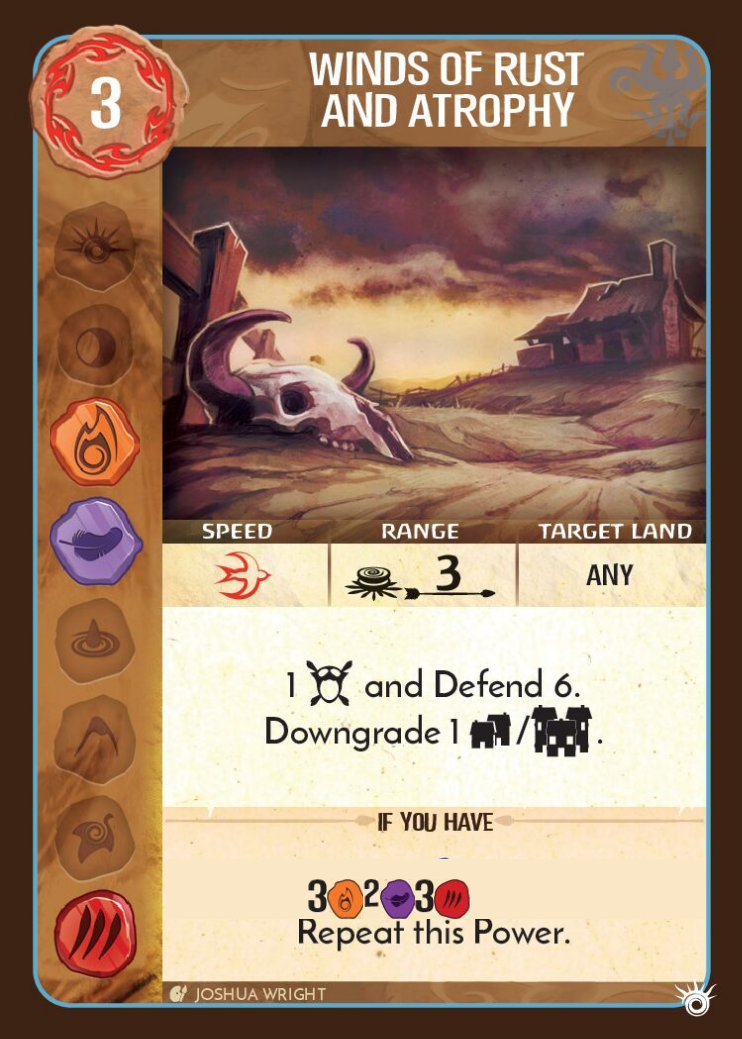 3
WINDS OF RUST
AND ATROPHY
SPEED RANGE TARGET LAND
3 ANY
1 and Defend 6.
Downgrade 1 / .
IF YOU HAVE
3 2 3
Repeat this Power.
JOSHUA WRIGHT